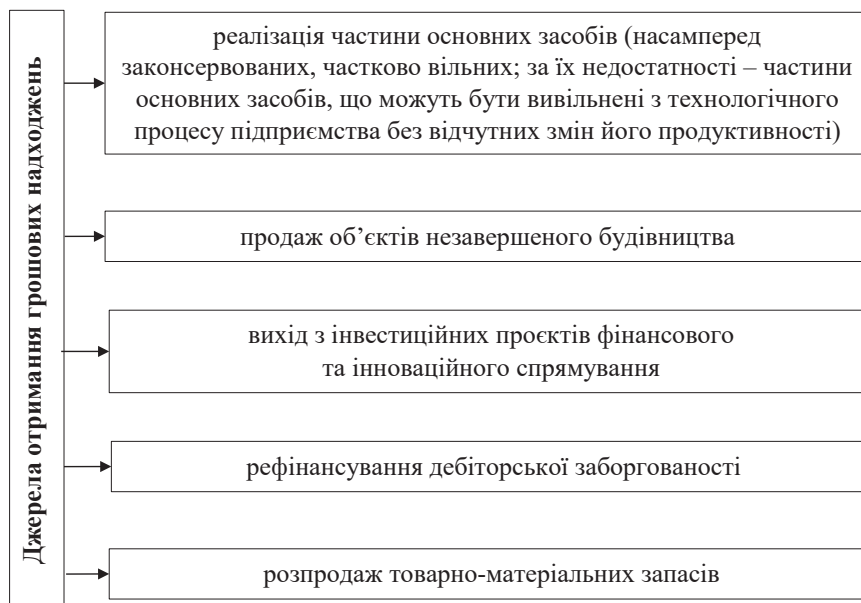 Джерела отримання грошових надходжень
реалізація частини основних засобів (насамперед
законсервованих, частково вільних; за їх недостатності – частини
основних засобів, що можуть бути вивільнені з технологічного
процесу підприємства без відчутних змін його продуктивності)
продаж об’єктів незавершеного будівництва
вихід з інвестиційних проєктів фінансового
та інноваційного спрямування
рефінансування дебіторської заборгованості
розпродаж товарно-матеріальних запасів